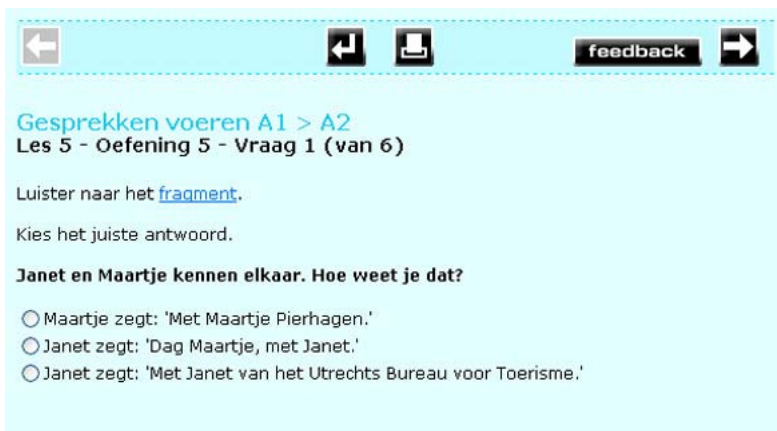 feedback
Gesprekken voeren A1 > A2
Les 5 - Oefening 5 - Vraag 1 (van 6)
Luister naar het fragment.
Kies het juiste antwoord.
Janet en Maartje kennen elkaar. Hoe weet je dat?
Maartje zegt: 'Met Maartje Pierhagen.'
Janet zegt: 'Dag Maartje, met Janet.'
Janet zegt: 'Met Janet van het Utrechts Bureau voor Toerisme.'